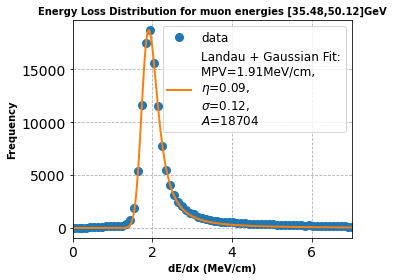 Energy Loss Distribution for muon energies [35.48,50.12]GeV
data
Landau + Gaussian Fit:
MPV=1.91MeV/cm,
η=0.09,
σ=0.12,
A=18704
Frequency
15000
10000
5000
0
0 2 4 6
dE/dx (MeV/cm)